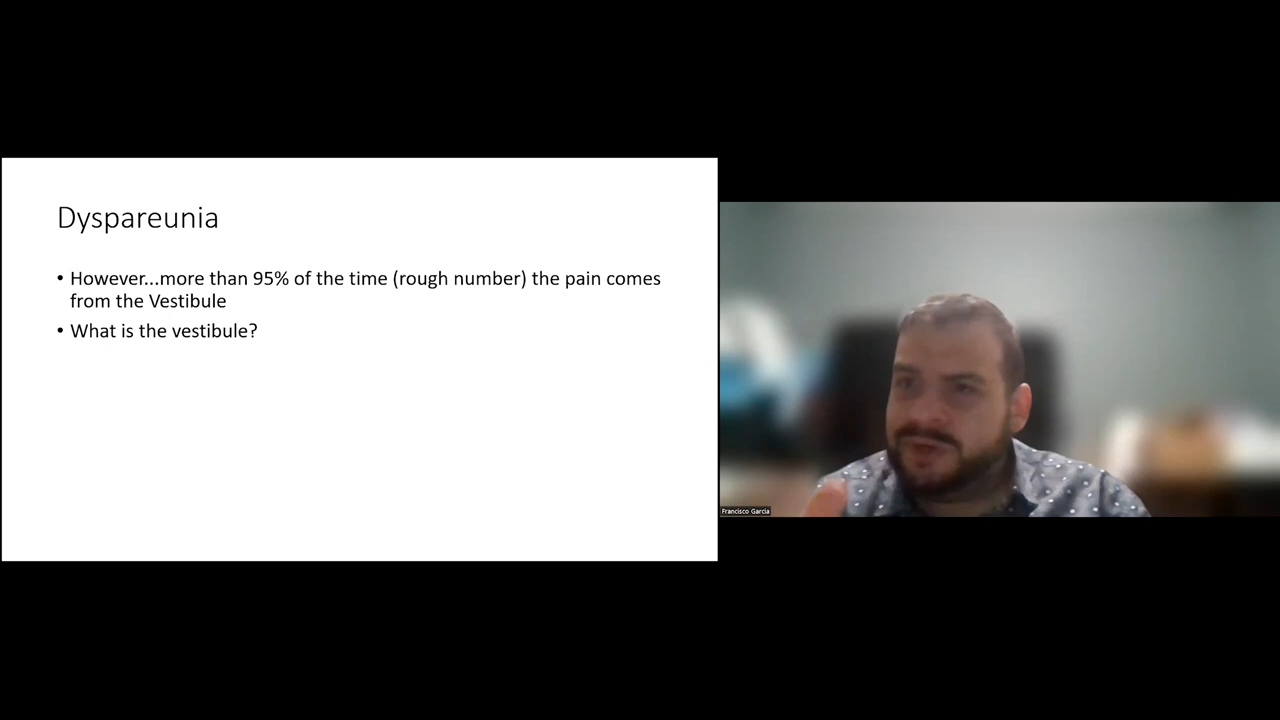 Dyspareunia
• However...more than 95% of the time (rough number) the pain comes
from the Vestibule
• What is the vestibule?
Francisco Garcia